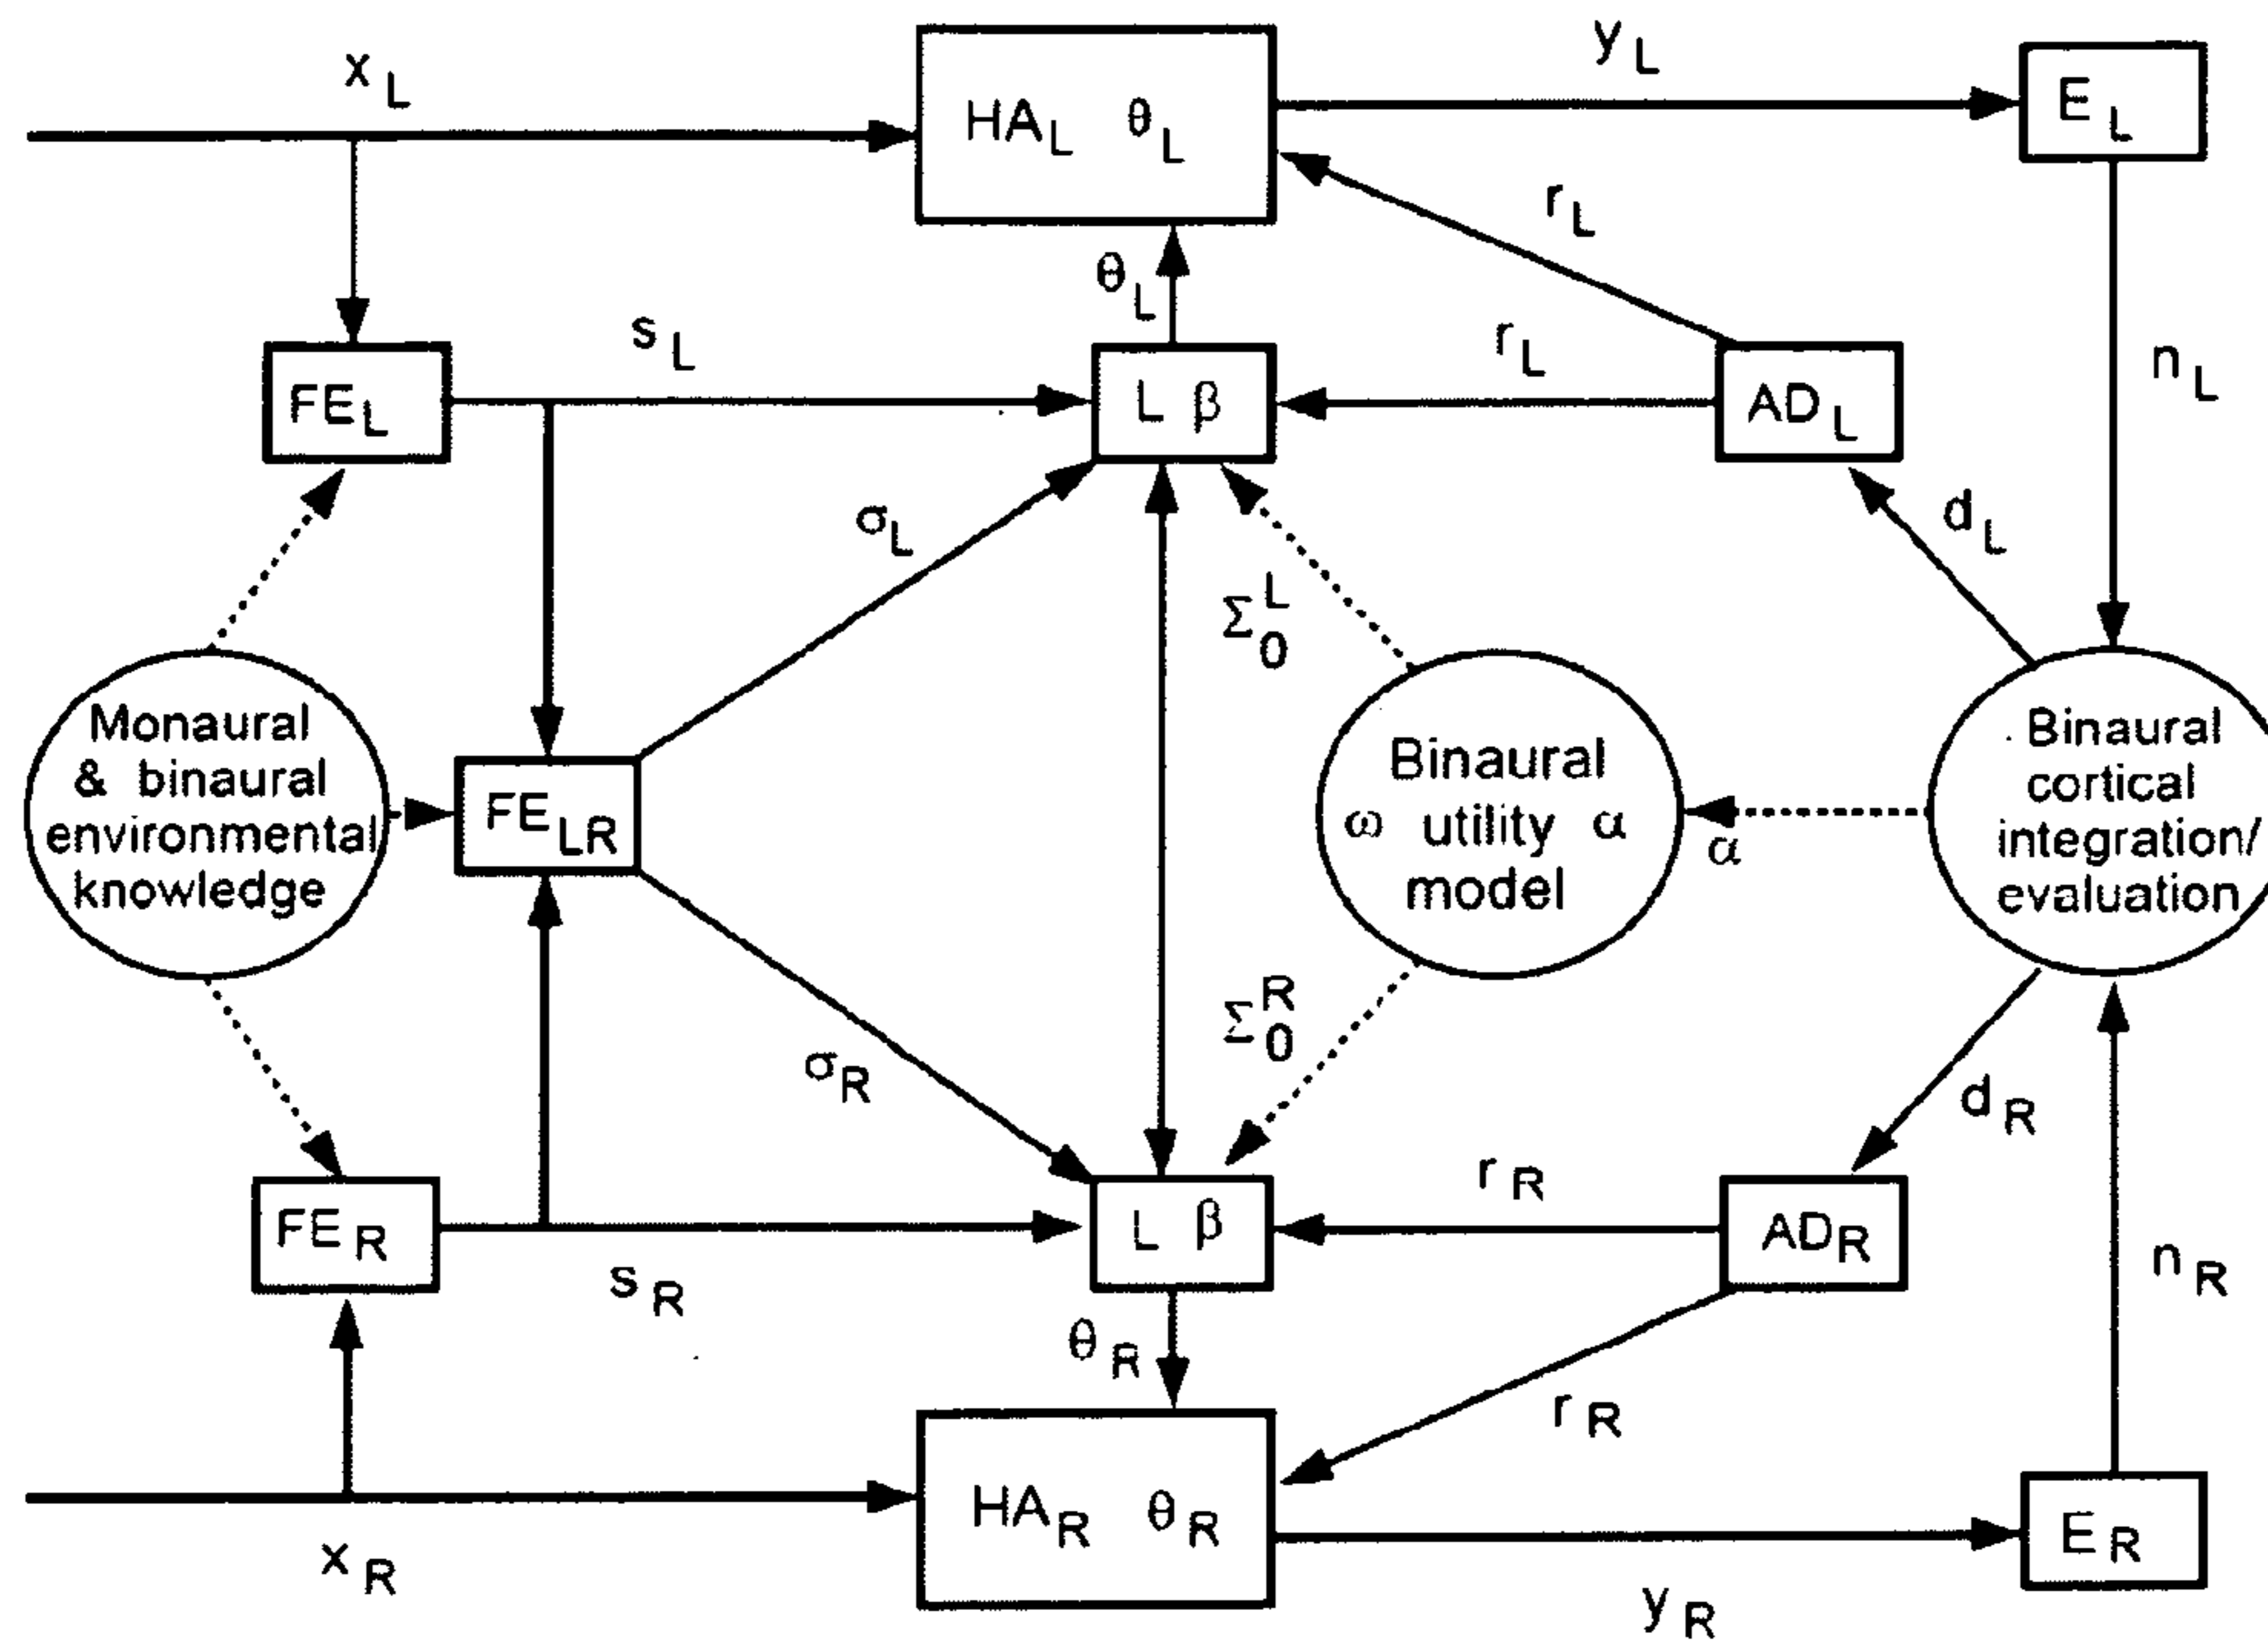 x L
y L
HA L θ L
E L
r L
θ L
s L
r L
n L
FE L
L β
AD L
σ L
d L
Σ 0 L
Monaural
& binaural
environmental
knowledge
FE LR
Binaural
ω utility α
model
α
Binaural
cortical
integration/
evaluation
Σ 0 R
σ R
d R
r R
FE R
L β
AD R
s R
n R
θ R
r R
HA R θ R
E R
x R
y R